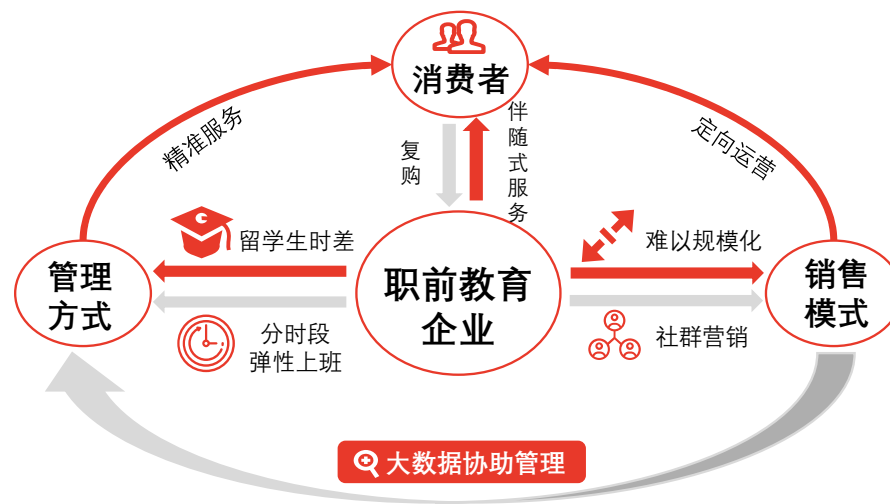 消费者
精准服务
复购
伴随式服务
定向运营
留学生时差
难以规模化
管理
方式
职前教育
企业
销售
模式
分时段
弹性上班
社群营销
大数据协助管理